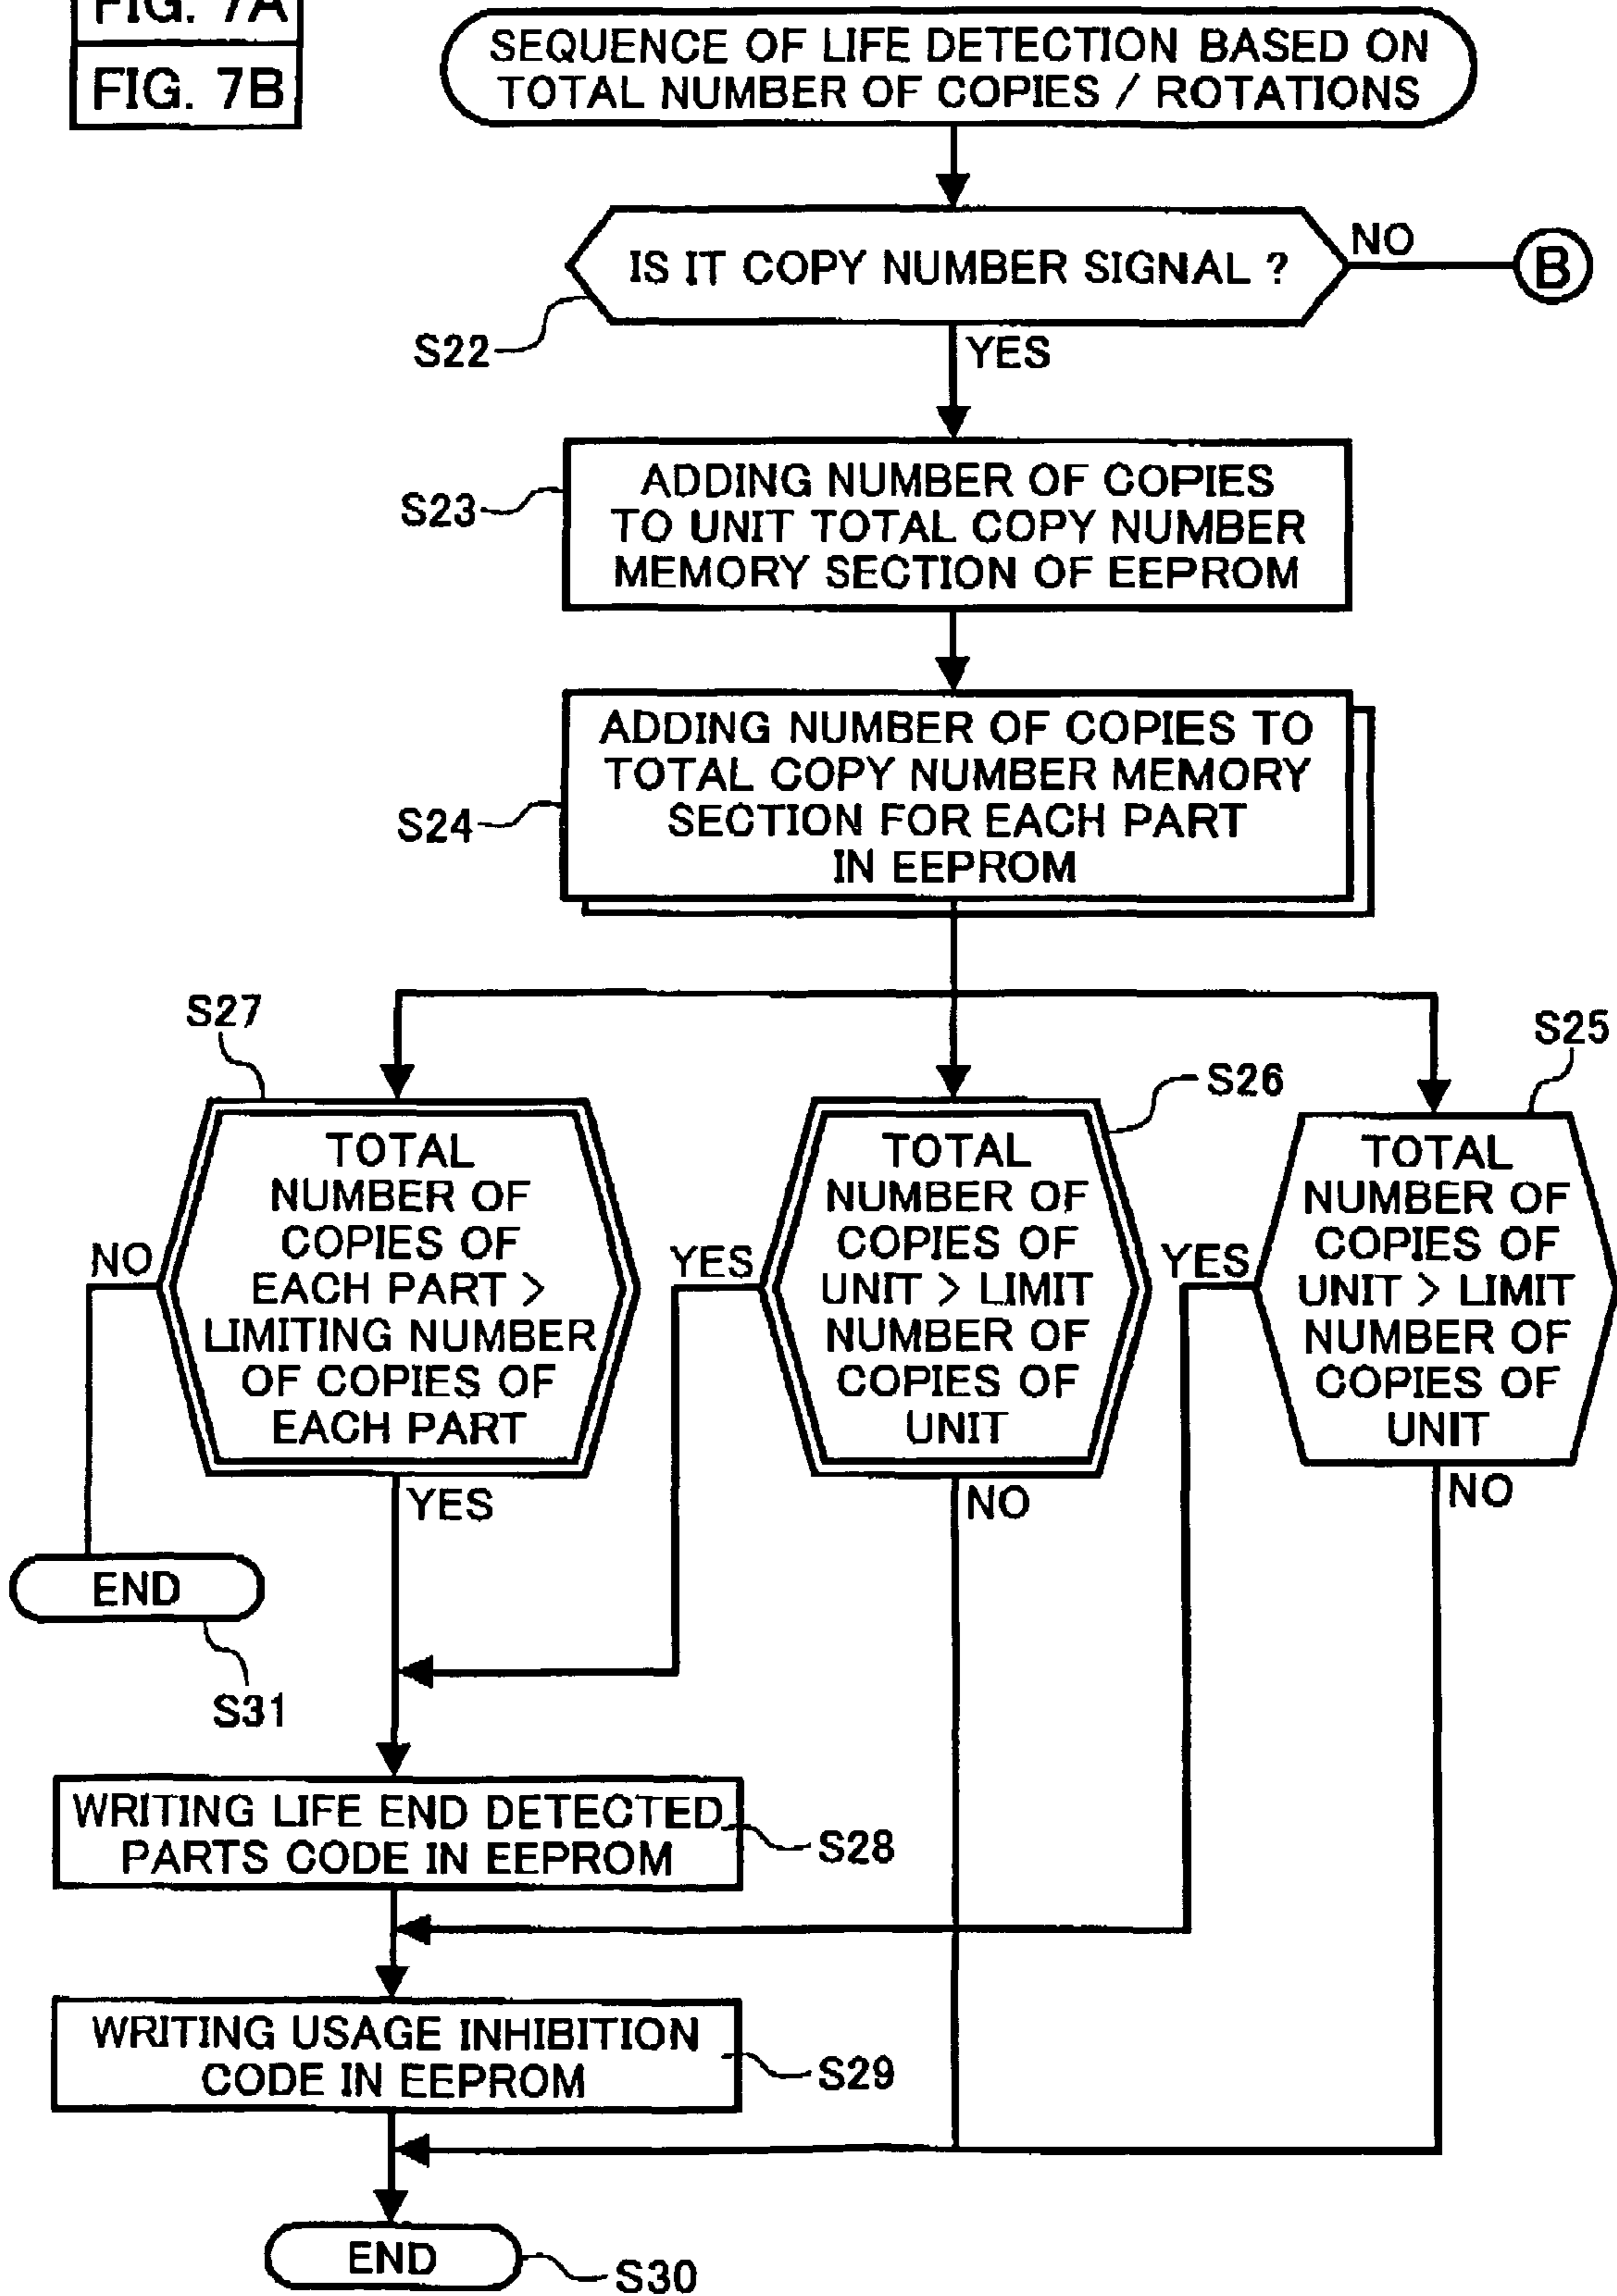 FIG. 7A
FIG. 7B
SEQUENCE OF LIFE DETECTION BASED ON
TOTAL NUMBER OF COPIES / ROTATIONS
IS IT COPY NUMBER SIGNAL ?
NO
B
S22
YES
S23
ADDING NUMBER OF COPIES
TO UNIT TOTAL COPY NUMBER
MEMORY SECTION OF EEPROM
S24
ADDING NUMBER OF COPIES TO
TOTAL COPY NUMBER MEMORY
SECTION FOR EACH PART
IN EEPROM
S27
S26
S25
NO
TOTAL
NUMBER OF
COPIES OF
EACH PART >
LIMITING NUMBER
OF COPIES OF
EACH PART
YES
YES
TOTAL
NUMBER OF
COPIES OF
UNIT > LIMIT
NUMBER OF
COPIES OF
UNIT
NO
YES
TOTAL
NUMBER OF
COPIES OF
UNIT > LIMIT
NUMBER OF
COPIES OF
UNIT
NO
END
S31
WRITING LIFE END DETECTED
PARTS CODE IN EEPROM
S28
WRITING USAGE INHIBITION
CODE IN EEPROM
S29
END
S30